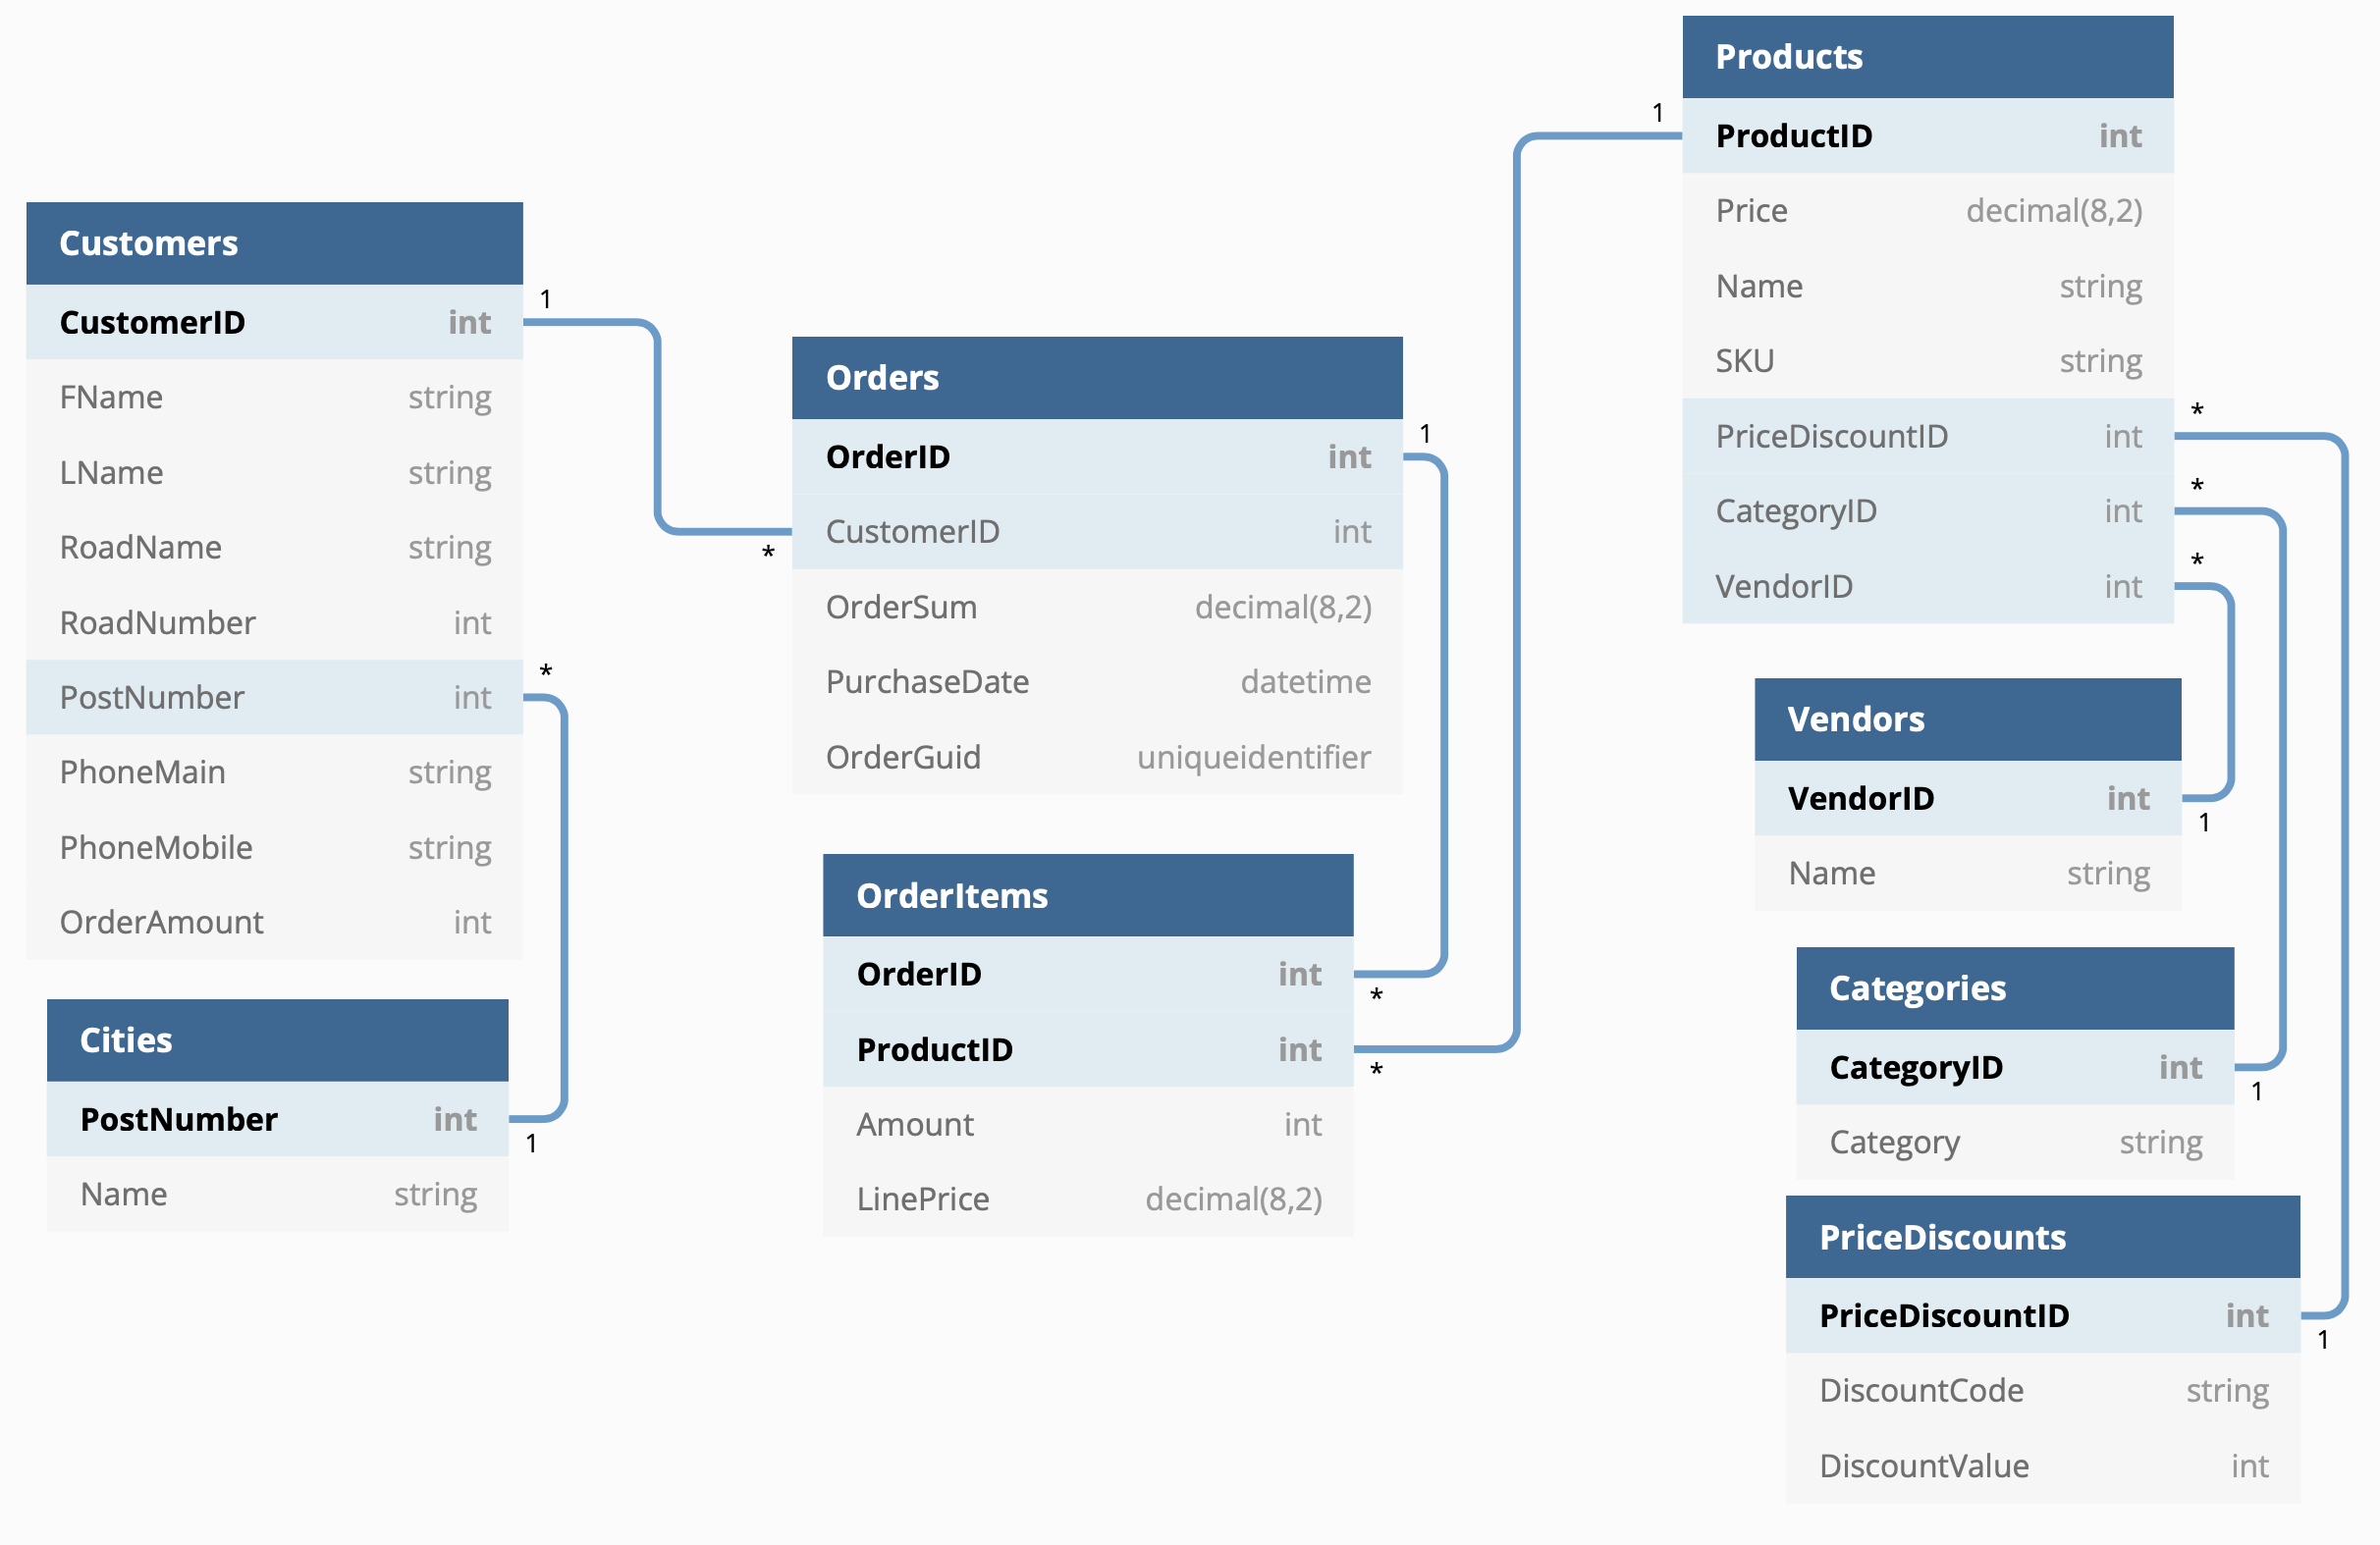 Customers
CustomerID int
FName string
LName string
RoadName string
RoadNumber int
PostNumber int
PhoneMain string
PhoneMobile string
OrderAmount int
1
*
Cities
PostNumber int
Name string
1
Orders
OrderID int
CustomerID int
OrderSum decimal(8,2)
PurchaseDate datetime
OrderGuid uniqueidentifier
1
*
OrderItems
OrderID int
ProductID int
Amount int
LinePrice decimal(8,2)
*
*
Products
ProductID int
Price decimal(8,2)
Name string
SKU string
PriceDiscountID int
CategoryID int
VendorID int
1
*
*
*
Vendors
VendorID int
Name string
1
Categories
CategoryID int
Category string
1
PriceDiscounts
PriceDiscountID int
DiscountCode string
DiscountValue int
1